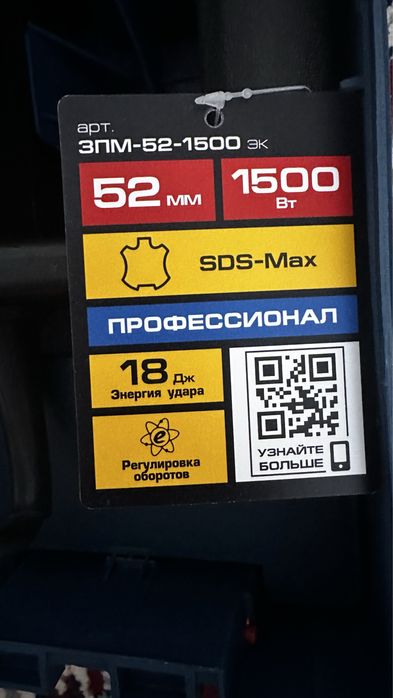 арт.
ЗПМ-52-1500 ЭК
52 мм
1500
Вт
SDS-Max
ПРОФЕССИОНАЛ
18 Дж
Энергия удара
e
Регулировка
оборотов
УЗНАЙТЕ
БОЛЬШЕ